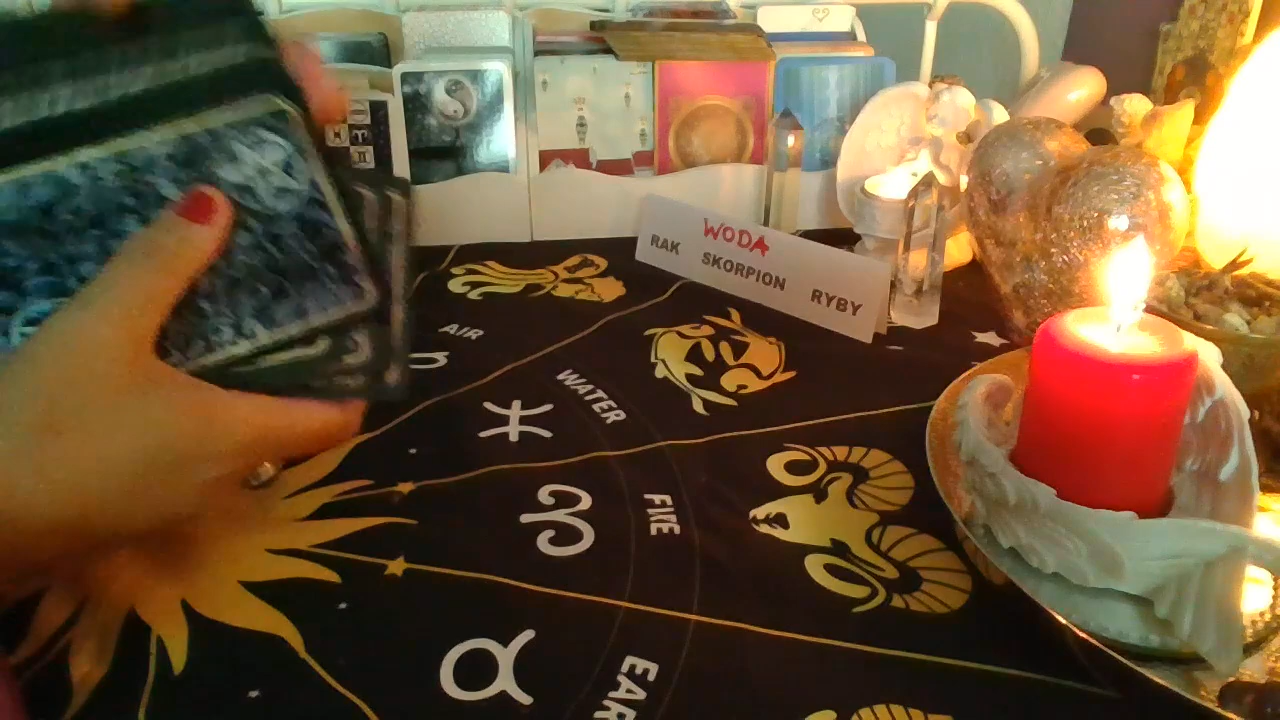 WODA
RAK SKORPION RYBY
AIR
WATER
FIRE
EAR